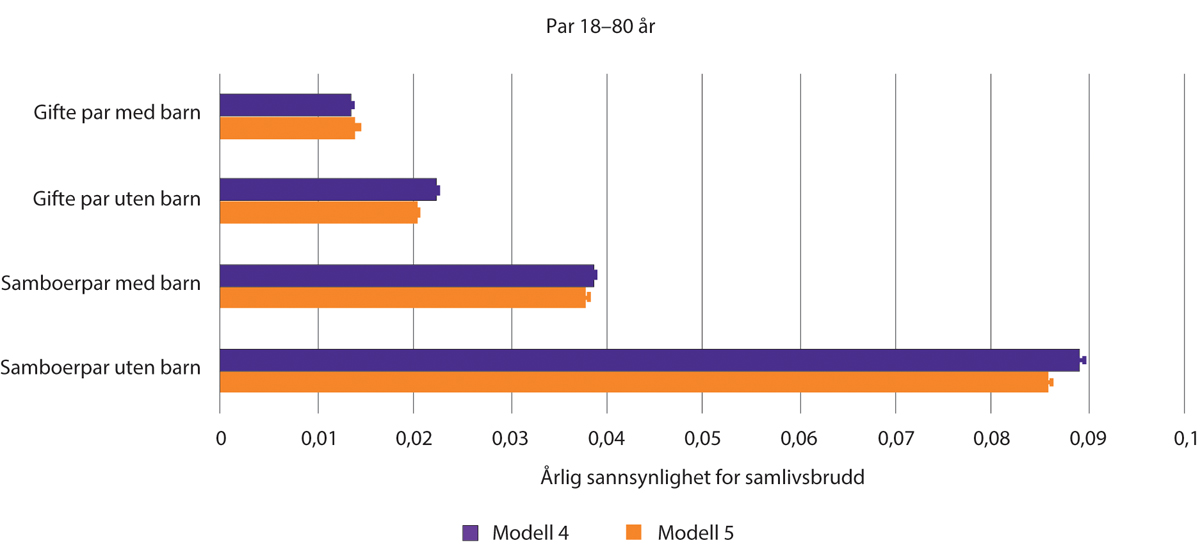 Par 18–80 år
Gifte par med barn
Gifte par uten barn
Samboerpar med barn
Samboerpar uten barn
0 0,01 0,02 0,03 0,04 0,05 0,06 0,07 0,08 0,09 0,1
Årlig sannsynlighet for samlivsbrudd
Modell 4 Modell 5